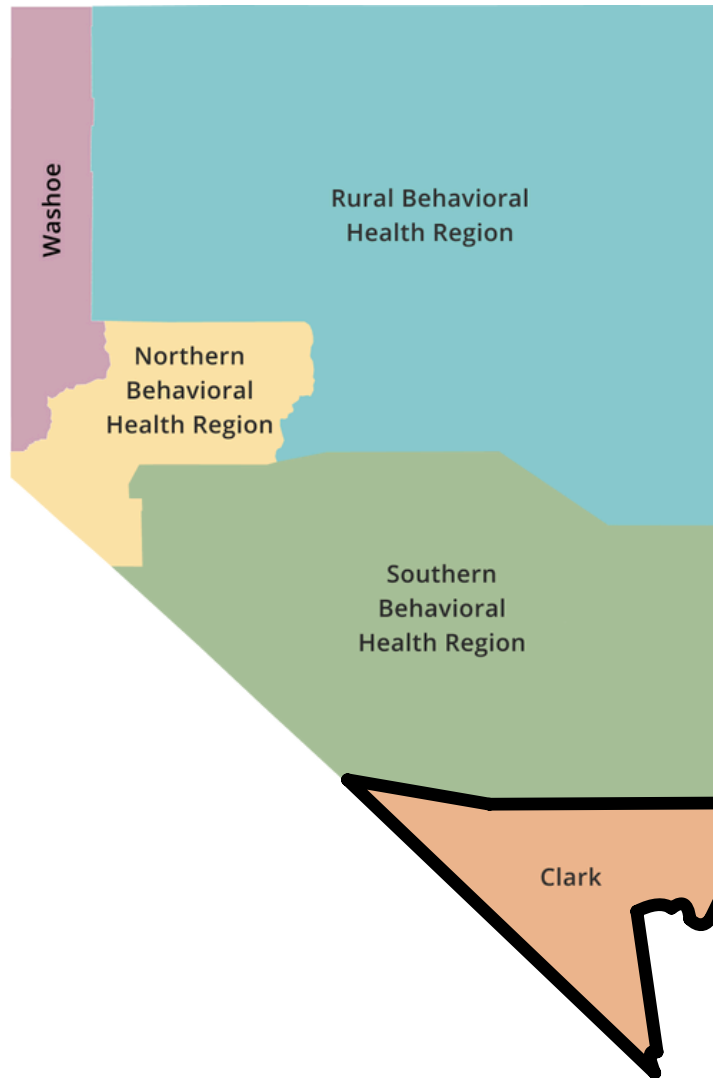 Washoe
Rural Behavioral
Health Region
Northern
Behavioral
Health Region
Southern
Behavioral
Health Region
Clark